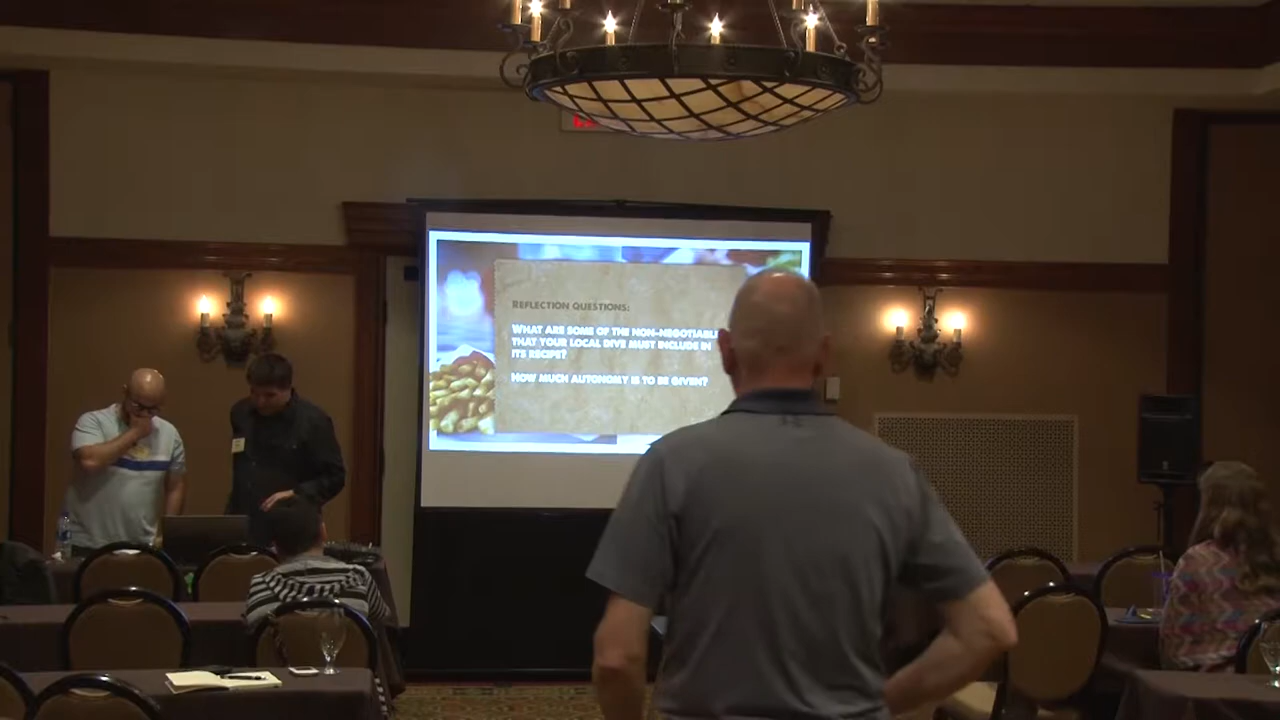 REFLECTION QUESTIONS:
WHAT ARE SOME OF THE NON-NEGOTIABL
THAT YOUR LOCAL DIVE MUST INCLUDE IN
ITS RECIPE?
HOW MUCH AUTONOMY IS TO BE GIVEN?